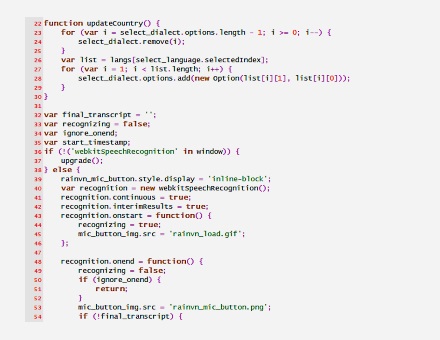 22 function updateCountry() {
23 for (var i = select_dialect.options.length - 1; i >= 0; i--) {
24 select_dialect.remove(i);
25 }
26 var list = langs[select_language.selectedIndex];
27 for (var i = 1; i < list.length; i++) {
28 select_dialect.options.add(new Option(list[i][1], list[i][0]));
29 }
30 }
31
32 var final_transcript = '';
33 var recognizing = false;
34 var ignore_onend;
35 var start_timestamp;
36 if (!('webkitSpeechRecognition' in window)) {
37 upgrade();
38 } else {
39 rainvn_mic_button.style.display = 'inline-block';
40 var recognition = new webkitSpeechRecognition();
41 recognition.continuous = true;
42 recognition.interimResults = true;
43 recognition.onstart = function() {
44 recognizing = true;
45 mic_button_img.src = 'rainvn_load.gif';
46 };
47
48 recognition.onend = function() {
49 recognizing = false;
50 if (ignore_onend) {
51 return;
52 }
53 mic_button_img.src = 'rainvn_mic_button.png';
54 if (!final_transcript) {